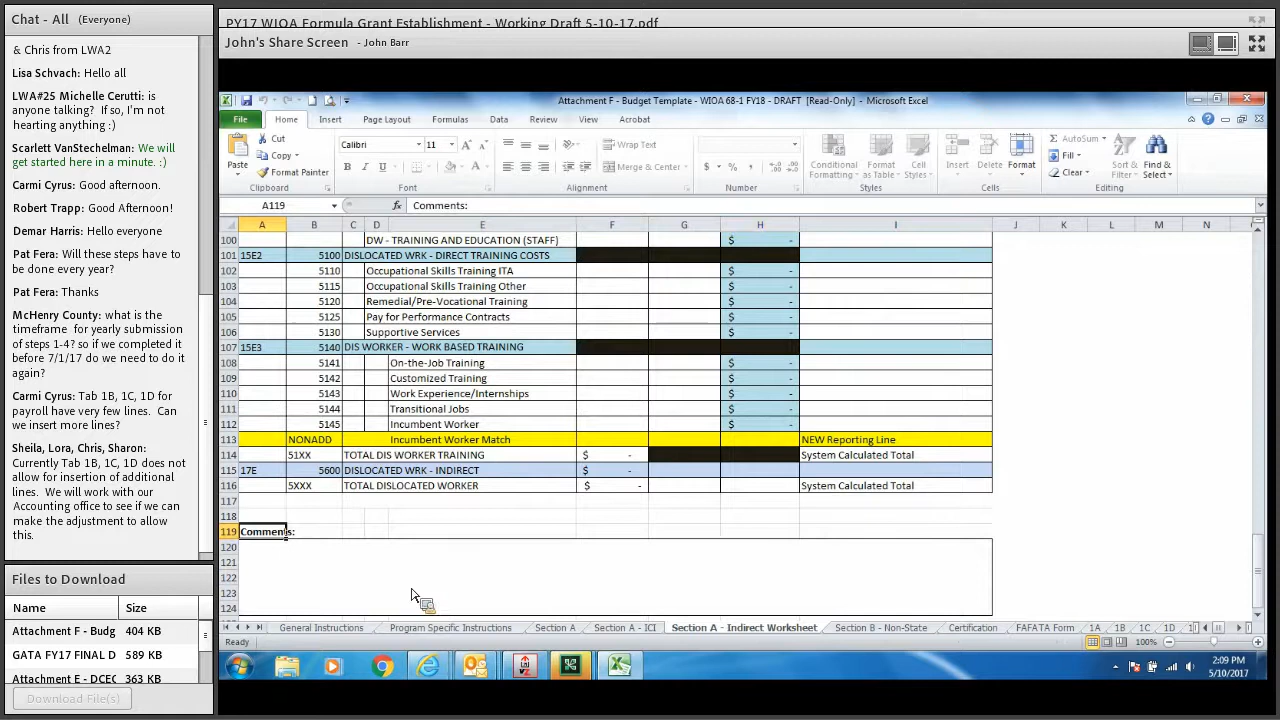 Chat - All (Everyone)
& Chris from LWA2
Lisa Schvach: Hello all
LWA#25 Michelle Cerutti: is
anyone talking? If so, I'm not
hearing anything :)
Scarlett VanStechelman: We will
get started here in a minute. :)
Carmi Cyrus: Good afternoon.
Robert Trapp: Good Afternoon!
Demar Harris: Hello everyone
Pat Fera: Will these steps have to
be done every year?
Pat Fera: Thanks
McHenry County: what is the
timeframe for yearly submission
of steps 1-4? so if we completed it
before 7/1/17 do we need to do it
again?
Carmi Cyrus: Tab 1B, 1C, 1D for
payroll have very few lines. Can
we insert more lines?
Sheila, Lora, Chris, Sharon:
Currently Tab 1B, 1C, 1D does not
allow for insertion of additional
lines. We will work with our
Accounting office to see if we can
make the adjustment to allow
this.
Files to Download
Name Size
Attachment F - Budg 404 KB
GATA FY17 FINAL D 589 KB
Attachment E - DCEC 363 KB
Download File(s)
PY17 WIOA Formula Grant Establishment - Working Draft 5-10-17.pdf
John's Share Screen - John Barr
Attachment F - Budget Template - WIOA 68-1 FY18 - DRAFT [Read-Only] - Microsoft Excel
File Home Insert Page Layout Formulas Data Review View Acrobat
Paste Cut Copy Format Painter Clipboard
Calibri 11 B I U Font
Wrap Text Merge & Center Alignment
$ % , Number
Conditional Formatting Format as Table Cell Styles Styles
Insert Delete Format Cells
AutoSum Fill Clear Sort & Filter Find & Select Editing
A119 fx Comments:
A B C D E F G H I J K L M N
100 DW - TRAINING AND EDUCATION (STAFF) $ -
101 15E2 5100 DISLOCATED WRK - DIRECT TRAINING COSTS
102 5110 Occupational Skills Training ITA $ -
103 5115 Occupational Skills Training Other $ -
104 5120 Remedial/Pre-Vocational Training $ -
105 5125 Pay for Performance Contracts $ -
106 5130 Supportive Services $ -
107 15E3 5140 DIS WORKER - WORK BASED TRAINING
108 5141 On-the-Job Training $ -
109 5142 Customized Training $ -
110 5143 Work Experience/Internships $ -
111 5144 Transitional Jobs $ -
112 5145 Incumbent Worker $ -
113 NONADD Incumbent Worker Match NEW Reporting Line
114 51XX TOTAL DIS WORKER TRAINING $ - System Calculated Total
115 17E 5600 DISLOCATED WRK - INDIRECT $ -
116 5XXX TOTAL DISLOCATED WORKER $ - System Calculated Total
117
118
119 Comments:
120
121
122
123
124
General Instructions Program Specific Instructions Section A Section A - ICI Section A - Indirect Worksheet Section B - Non-State Certification FAFATA Form 1A 1B 1C 1D
Ready 100%
2:09 PM
5/10/2017